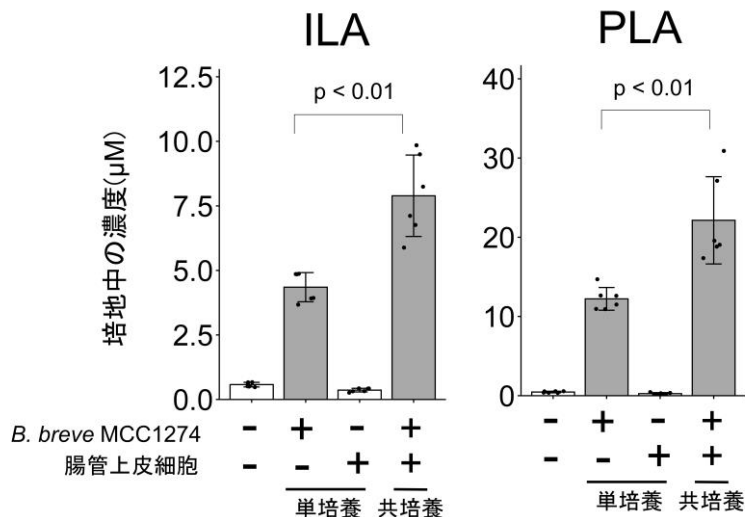 ILA
PLA
培地中の濃度(μM)
12.5
10.0
7.5
5.0
2.5
0.0
p < 0.01
40
30
20
10
0
p < 0.01
B. breve MCC1274 - + - + - + - +
腸管上皮細胞 - - + + - - + +
単培養 共培養 単培養 共培養